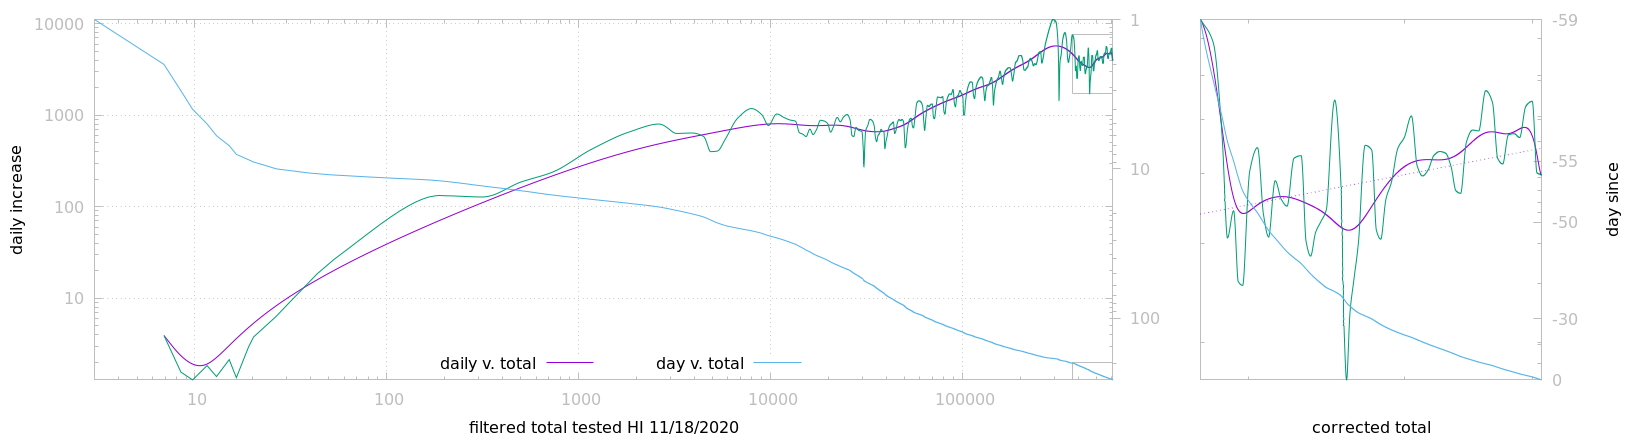 10000
1000
100
10
daily increase
1
10
100
daily v. total
day v. total
10
100
1000
10000
100000
filtered total tested HI 11/18/2020
-59
-55
-50
-30
0
day since
corrected total